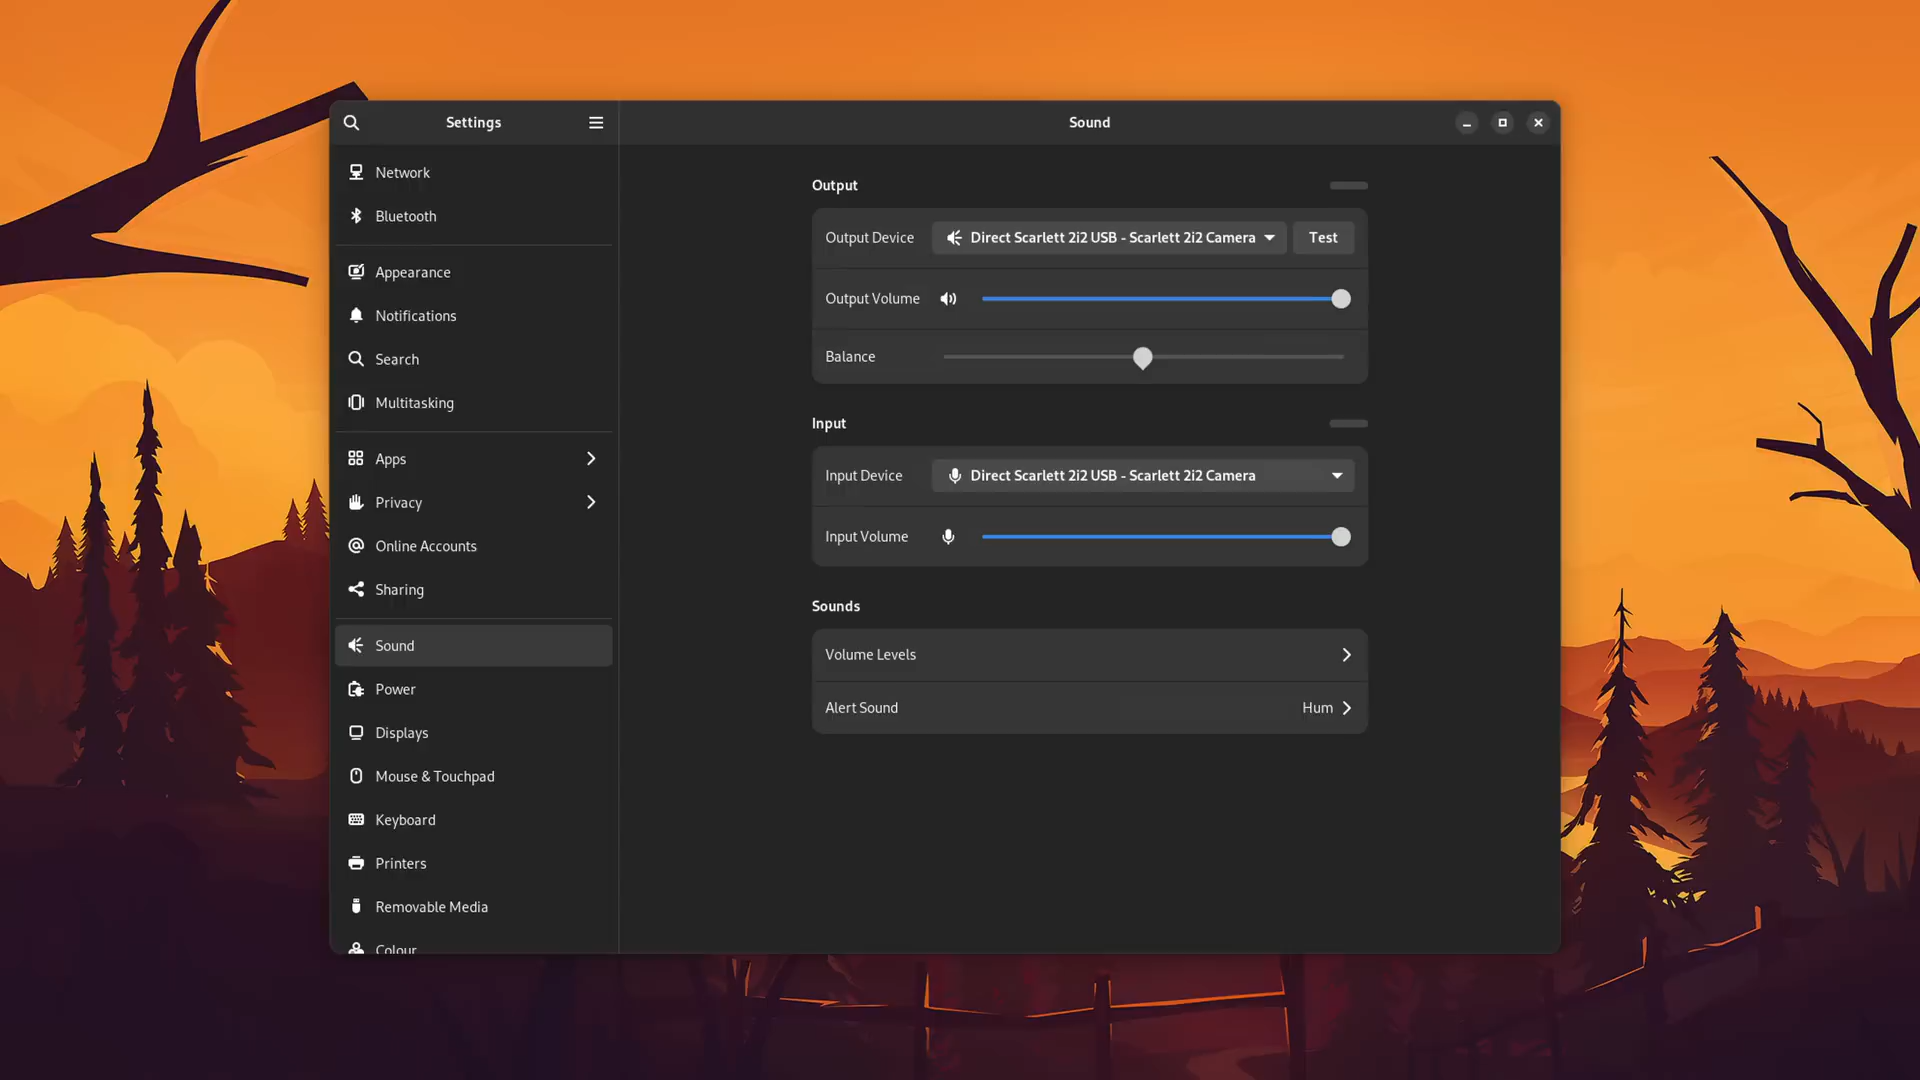 Settings
Sound
Network
Bluetooth
Appearance
Notifications
Search
Multitasking
Apps
Privacy
Online Accounts
Sharing
Sound
Power
Displays
Mouse & Touchpad
Keyboard
Printers
Removable Media
Colour
Output
Output Device Direct Scarlett 2i2 USB - Scarlett 2i2 Camera Test
Output Volume
Balance
Input
Input Device Direct Scarlett 2i2 USB - Scarlett 2i2 Camera
Input Volume
Sounds
Volume Levels
Alert Sound Hum